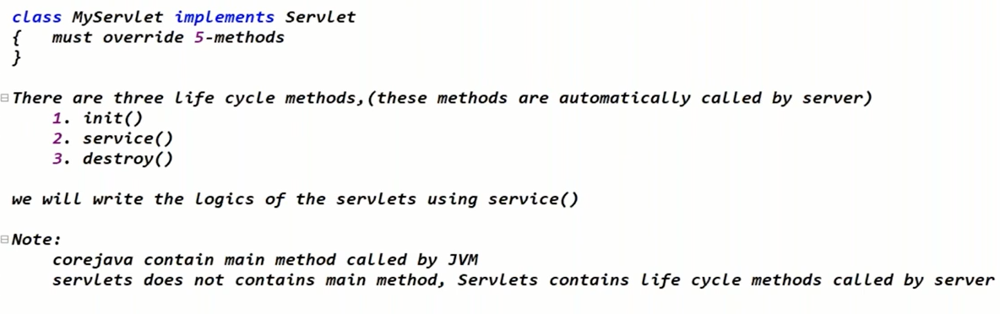 class MyServlet implements Servlet
{ must override 5-methods
}
There are three life cycle methods,(these methods are automatically called by server)
1. init()
2. service()
3. destroy()
we will write the logics of the servlets using service()
Note:
corejava contain main method called by JVM
servlets does not contains main method, Servlets contains life cycle methods called by server